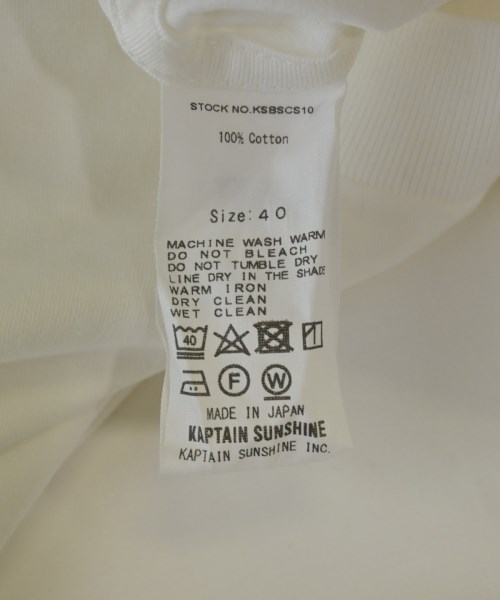 STOCK NO.KSBSCS10
100% Cotton
Size: 40
MACHINE WASH WARM
DO NOT BLEACH
DO NOT TUMBLE DRY
LINE DRY IN THE SHADE
WARM IRON
DRY CLEAN
WET CLEAN
40
F W
MADE IN JAPAN
KAPTAIN SUNSHINE
KAPTAIN SUNSHINE INC.